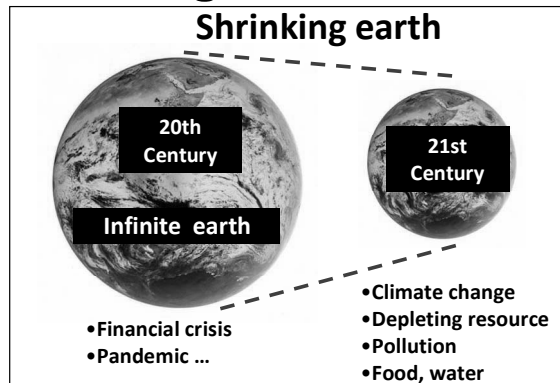 Shrinking earth
20th
Century
Infinite earth
21st
Century
•Financial crisis
•Pandemic ...
•Climate change
•Depleting resource
•Pollution
•Food, water